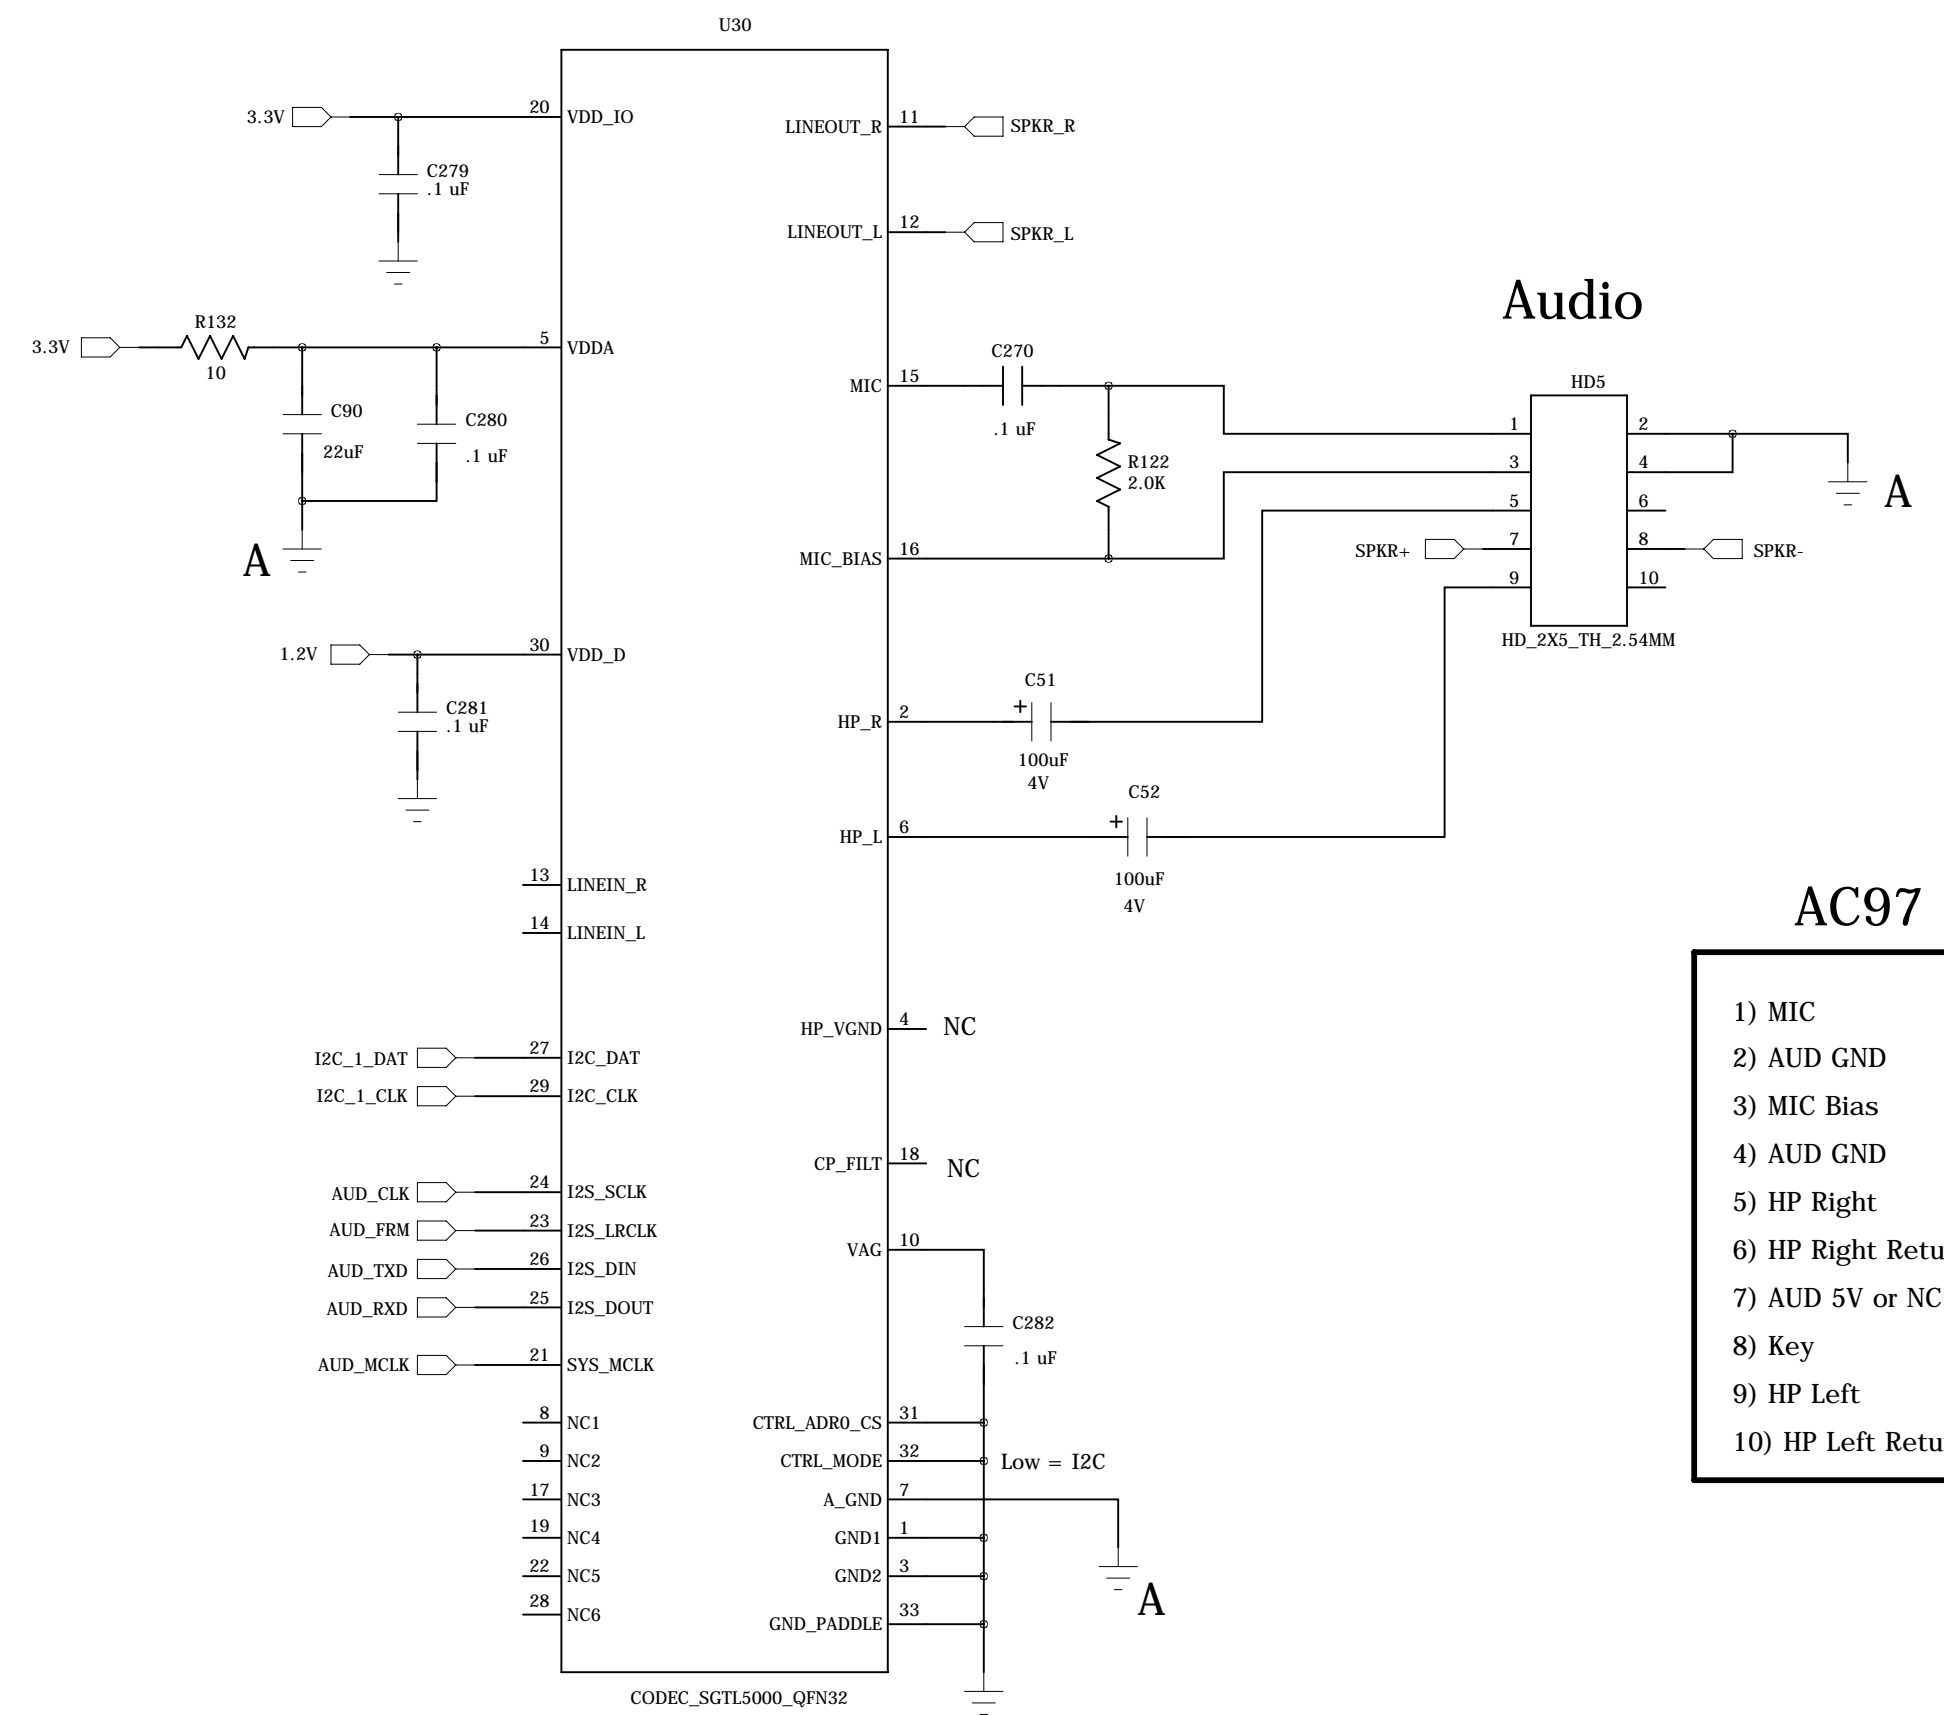 U30
3.3V
20
VDD_IO
C279
.1 uF
3.3V
R132
10
5
VDDA
C90
22uF
C280
.1 uF
A
1.2V
30
VDD_D
C281
.1 uF
13
LINEIN_R
14
LINEIN_L
I2C_1_DAT
27
I2C_DAT
I2C_1_CLK
29
I2C_CLK
AUD_CLK
24
I2S_SCLK
AUD_FRM
23
I2S_LRCLK
AUD_TXD
26
I2S_DIN
AUD_RXD
25
I2S_DOUT
AUD_MCLK
21
SYS_MCLK
8
NC1
9
NC2
17
NC3
19
NC4
22
NC5
28
NC6
LINEOUT_R
11
SPKR_R
LINEOUT_L
12
SPKR_L
MIC
15
C270
.1 uF
R122
2.0K
MIC_BIAS
16
HP_R
2
+
C51
100uF
4V
HP_L
6
+
C52
100uF
4V
HP_VGND
4
NC
CP_FILT
18
NC
VAG
10
C282
.1 uF
CTRL_ADR0_CS
31
CTRL_MODE
32
Low = I2C
A_GND
7
A
GND1
1
GND2
3
GND_PADDLE
33
CODEC_SGTL5000_QFN32
Audio
HD5
1
2
3
4
A
5
6
SPKR+
7
8
SPKR-
9
10
HD_2X5_TH_2.54MM
AC97
1) MIC
2) AUD GND
3) MIC Bias
4) AUD GND
5) HP Right
6) HP Right Retu
7) AUD 5V or NC
8) Key
9) HP Left
10) HP Left Retu